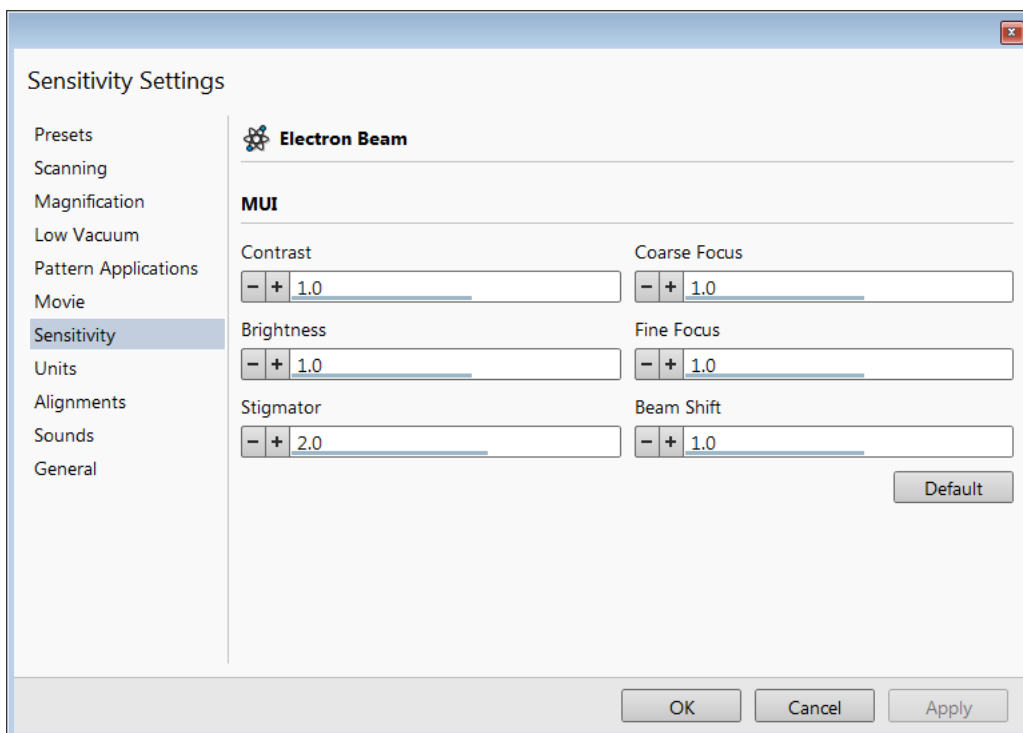 Sensitivity Settings
Presets
Scanning
Magnification
Low Vacuum
Pattern Applications
Movie
Sensitivity
Units
Alignments
Sounds
General
Electron Beam
MUI
Contrast
- + 1.0
Coarse Focus
- + 1.0
Brightness
- + 1.0
Fine Focus
- + 1.0
Stigmator
- + 2.0
Beam Shift
- + 1.0
Default
OK
Cancel
Apply